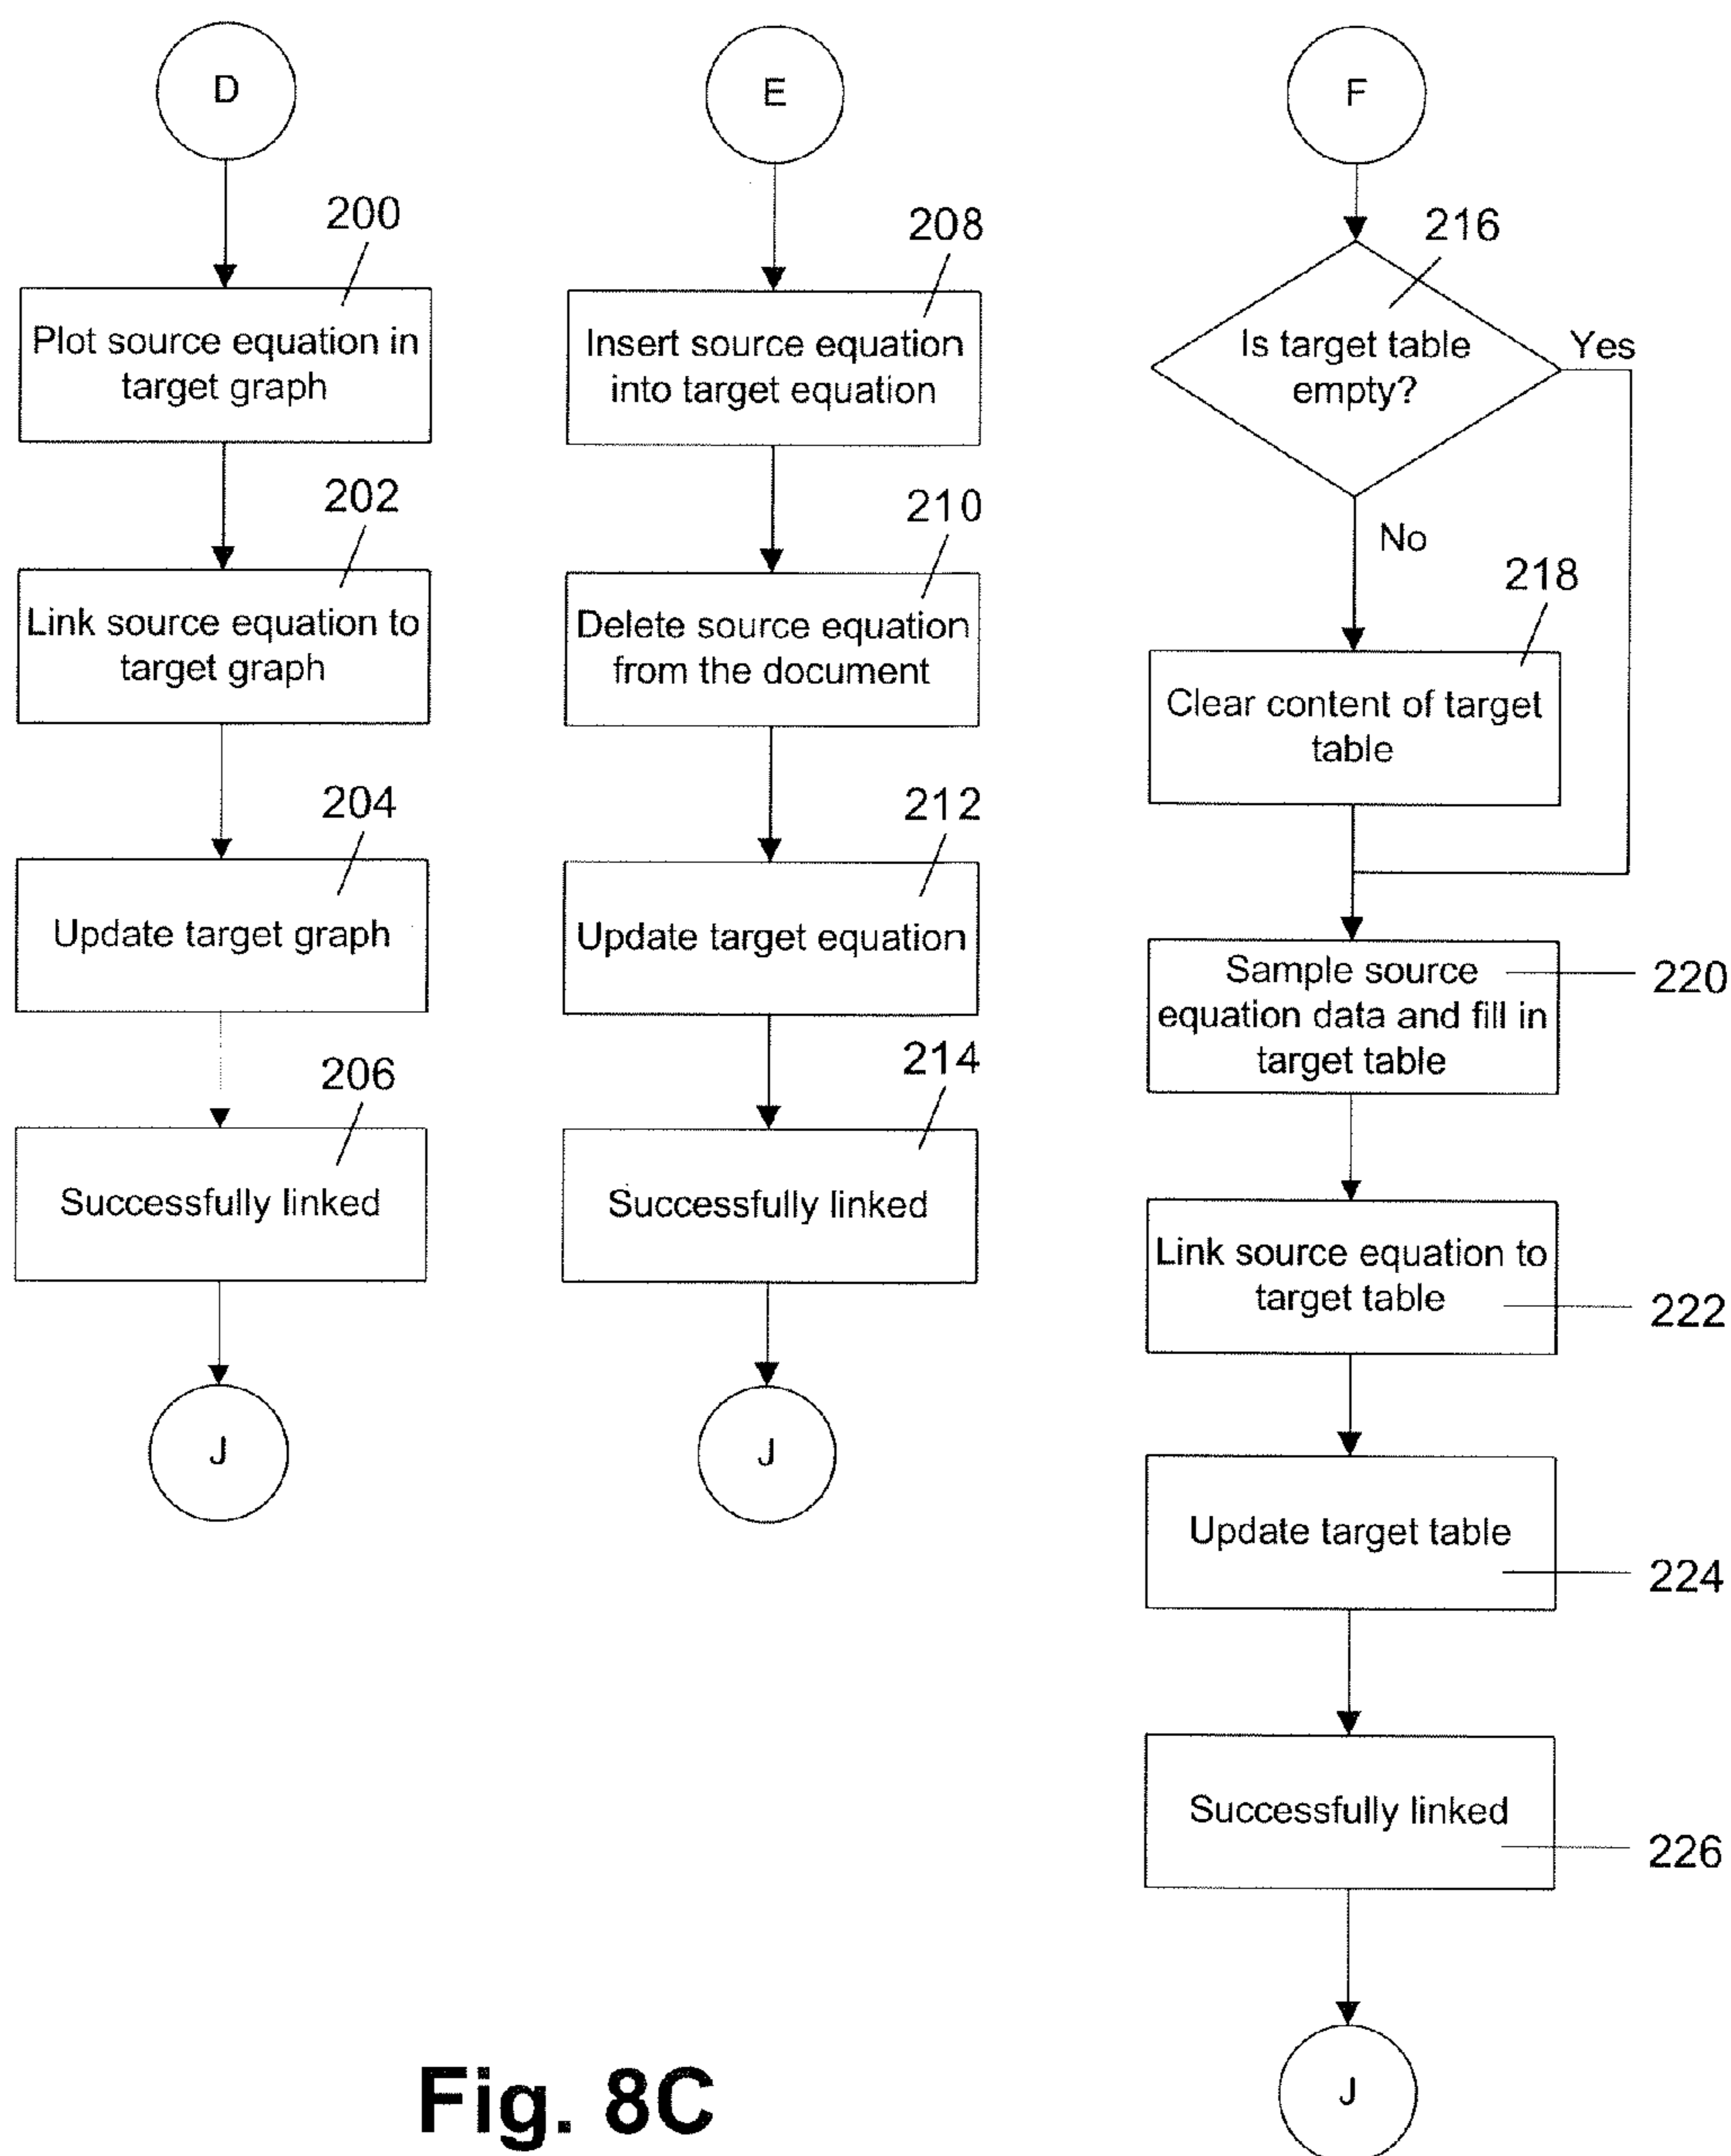 D
200
Plot source equation in
target graph
202
Link source equation to
target graph
204
Update target graph
206
Successfully linked
J
E
208
Insert source equation
into target equation
210
Delete source equation
from the document
212
Update target equation
214
Successfully linked
J
F
216
Is target table
empty?
Yes
No
218
Clear content of target
table
Sample source
equation data and fill in
target table
220
Link source equation to
target table
222
Update target table
224
Successfully linked
226
J
Fig. 8C